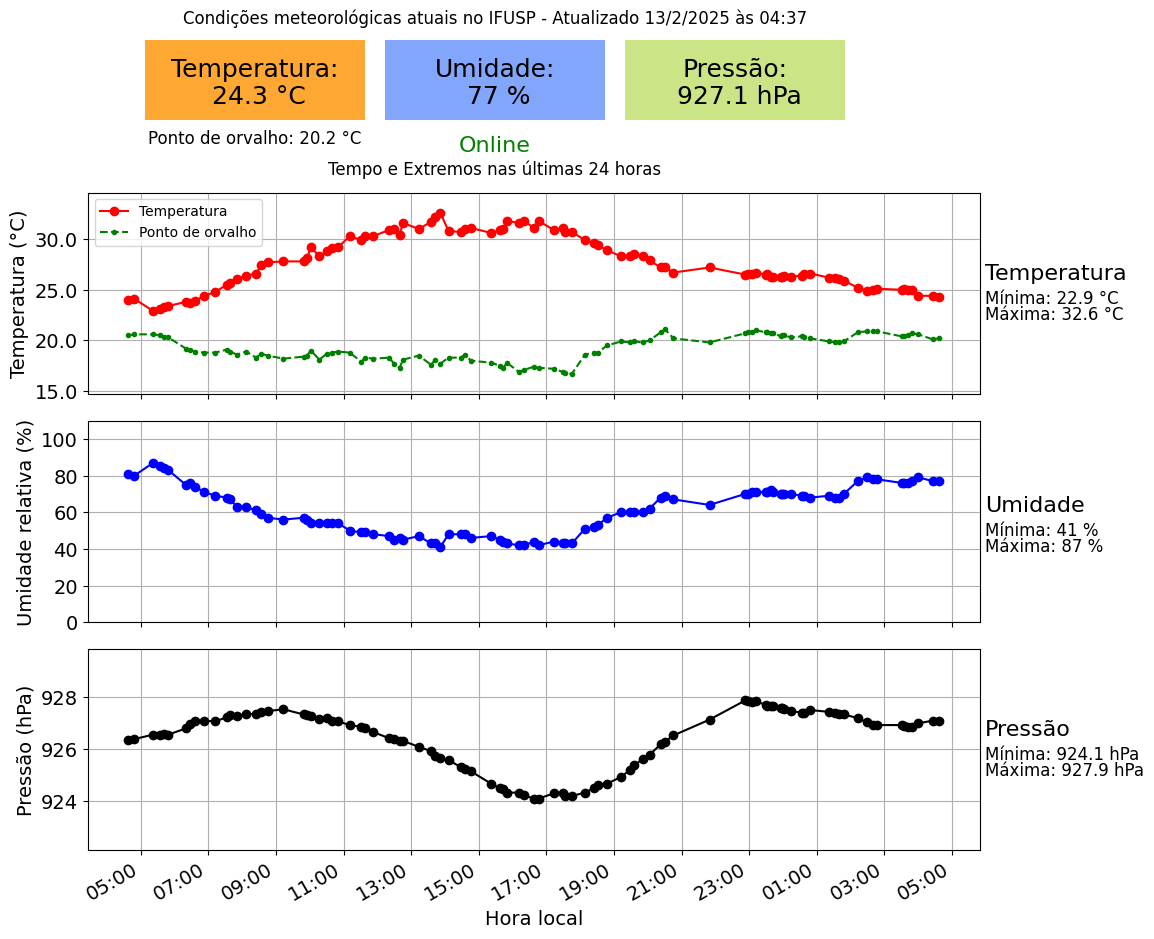 Condições meteorológicas atuais no IFUSP - Atualizado 13/2/2025 às 04:37
Temperatura:
24.3 °C
Umidade:
77 %
Pressão:
927.1 hPa
Ponto de orvalho: 20.2 °C
Online
Tempo e Extremos nas últimas 24 horas
Temperatura (°C)
30.0
25.0
20.0
15.0
Temperatura
Ponto de orvalho
Temperatura
Mínima: 22.9 °C
Máxima: 32.6 °C
Umidade relativa (%)
100
80
60
40
20
0
Umidade
Mínima: 41 %
Máxima: 87 %
Pressão (hPa)
928
926
924
Pressão
Mínima: 924.1 hPa
Máxima: 927.9 hPa
05:00 07:00 09:00 11:00 13:00 15:00 17:00 19:00 21:00 23:00 01:00 03:00 05:00
Hora local